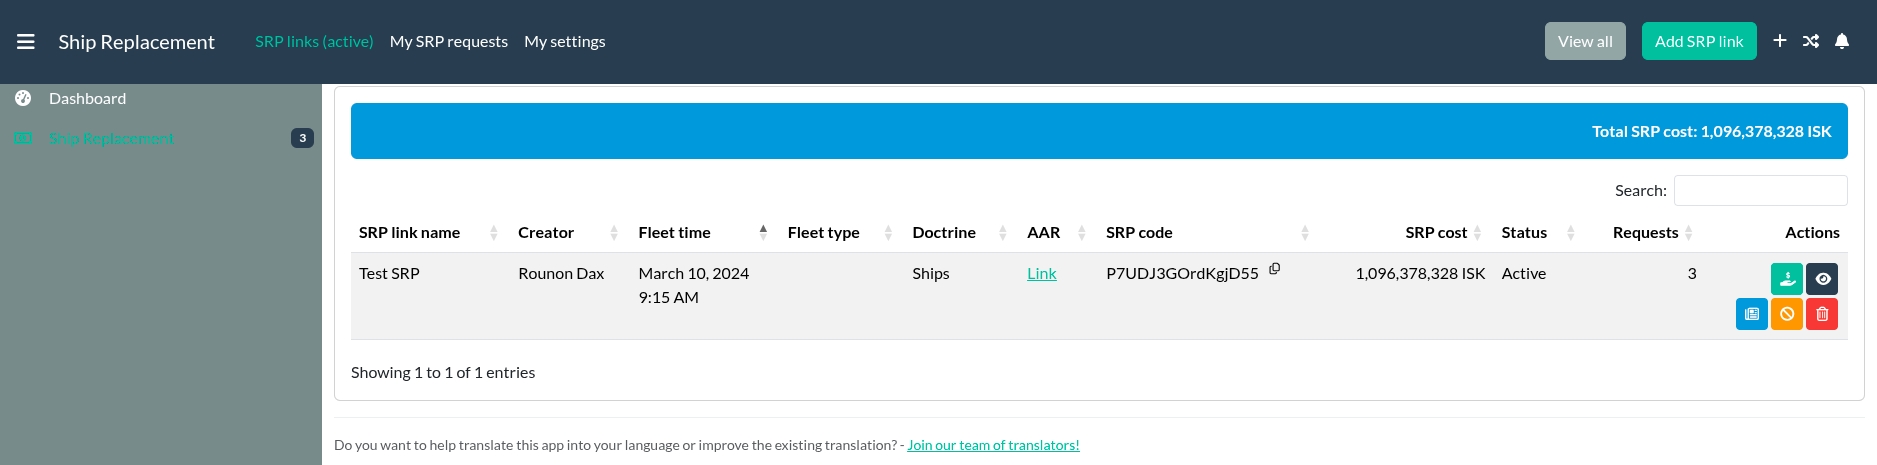 Ship Replacement SRP links (active) My SRP requests My settings View all Add SRP link
Dashboard
Ship Replacement 3
Total SRP cost: 1,096,378,328 ISK
Search:
SRP link name Creator Fleet time Fleet type Doctrine AAR SRP code SRP cost Status Requests Actions
Test SRP Rounon Dax March 10, 2024 Ships Link P7UDJ3GOrdKgjD55 1,096,378,328 ISK Active 3
9:15 AM
Showing 1 to 1 of 1 entries
Do you want to help translate this app into your language or improve the existing translation? - Join our team of translators!